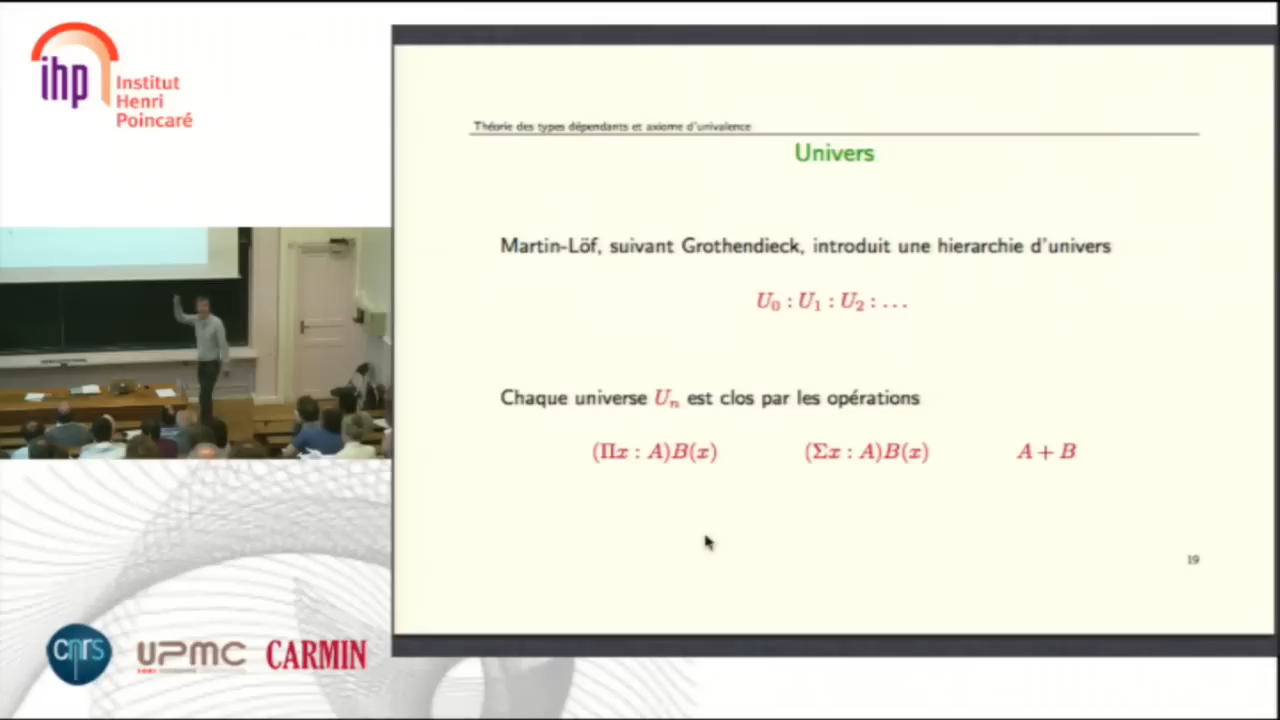 ihp
Institut
Henri
Poincaré
Théorie des types dépendants et axiome d'univalence
Univers
Martin-Löf, suivant Grothendieck, introduit une hierarchie d'univers
U₀ : U₁ : U₂ : ...
Chaque universe Uₙ est clos par les opérations
(Πx : A)B(x) (Σx : A)B(x) A + B
19
cnrs
UPMC
CARMIN